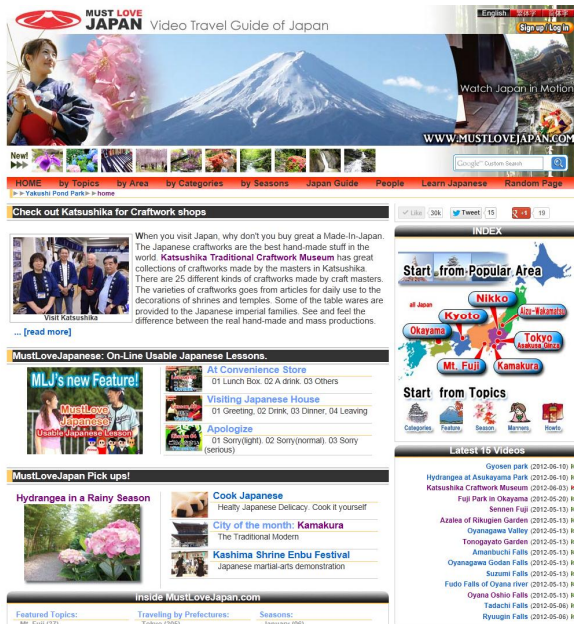 MUST LOVE
JAPAN Video Travel Guide of Japan
English 繁体字 簡体字
Sign up Log in
Watch Japan in Motion
WWW.MUSTLOVEJAPAN.COM
New!
Google™ Custom Search
HOME by Topics by Area by Categories by Seasons Japan Guide People Learn Japanese Random Page
Yakushi Pond Park home
Check out Katsushika for Craftwork shops
When you visit Japan, why don't you buy great a Made-In-Japan.
The Japanese craftworks are the best hand-made stuff in the
world. Katsushika Traditional Craftwork Museum has great
collections of craftworks made by the masters in Katsushika.
There are 25 different kinds of craftworks made by craft masters.
The varieties of craftworks goes from articles for daily use to the
decorations of shrines and temples. Some of the table wares are
provided to the Japanese imperial families. See and feel the
difference between the real hand-made and mass productions.
Visit Katsushika
... [read more]
MustLoveJapanese: On-Line Usable Japanese Lessons.
MLJ's new Feature!
MustLove
Japanese
Usable Japanese Lesson
At Convenience Store
01 Lunch Box. 02 A drink. 03 Others
Visiting Japanese House
01 Greeting, 02 Drink, 03 Dinner, 04 Leaving
Apologize
01 Sorry(light). 02 Sorry(normal). 03 Sorry
(serious)
MustLoveJapan Pick ups!
Hydrangea in a Rainy Season
Cook Japanese
Healty Japanese Delicacy. Cook it yourself
City of the month: Kamakura
The Traditional Modern
Kashima Shrine Enbu Festival
Japanese martial-arts demonstration
inside MustLoveJapan.com
Featured Topics: Traveling by Prefectures: Seasons:
Mt. Fuji (27) Tokyo (205)
Like 30k Tweet 15 +1 19
INDEX
Start from Popular Area
all Japan
Nikko
Kyoto
Aizu-Wakamatsu
Okayama
Tokyo
Asakusa Ginza
Mt. Fuji
Kamakura
Start from Topics
Categories Feature Season Manners Howto
Latest 15 Videos
Gyosen park (2012-06-10)
Hydrangea at Asukayama Park (2012-06-10)
Katsushika Craftwork Museum (2012-06-03)
Fuji Park in Okayama (2012-05-20)
Sennen Fuji (2012-05-13)
Azalea of Rikugien Garden (2012-05-13)
Oyanagawa Valley (2012-05-13)
Tonogayato Garden (2012-05-13)
Amanbuchi Falls (2012-05-13)
Oyanagawa Godan Falls (2012-05-13)
Suzumi Falls (2012-05-13)
Fudo Falls of Oyana river (2012-05-13)
Oyana Oshio Falls (2012-05-13)
Tadachi Falls (2012-05-06)
Ryuugin Falls (2012-05-06)